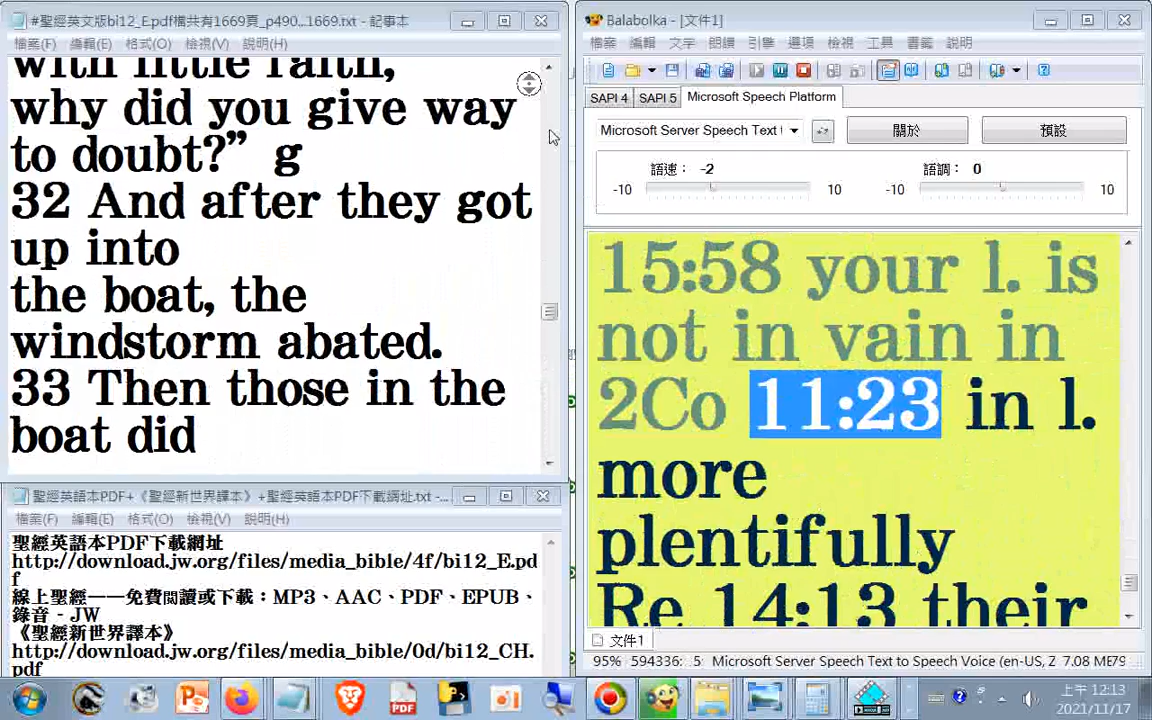 #聖經英文版bi12_E.pdf檔共有1669頁_p490...1669.txt - 記事本
檔案(F) 編輯(E) 格式(O) 檢視(V) 說明(H)
with little faith,
why did you give way
to doubt?” g
32 And after they got
up into
the boat, the
windstorm abated.
33 Then those in the
boat did
聖經英語本PDF+《聖經新世界譯本》+聖經英語本PDF下載網址.txt -...
檔案(F) 編輯(E) 格式(O) 檢視(V) 說明(H)
聖經英語本PDF下載網址
http://download.jw.org/files/media_bible/4f/bi12_E.pd
f
線上聖經——免費閱讀或下載：MP3、AAC、PDF、EPUB、
錄音 - JW
《聖經新世界譯本》
http://download.jw.org/files/media_bible/0d/bi12_CH.
pdf
Balabolka - [文件1]
檔案 編輯 文字 朗讀 引擎 選項 檢視 工具 書籤 說明
SAPI 4 SAPI 5 Microsoft Speech Platform
Microsoft Server Speech Text 關於 預設
語速： -2 語調： 0
-10 10 -10 10
15:58 your l. is
not in vain in
2Co 11:23 in l.
more
plentifully
Re 14:13 their
文件1
95% 594336: 5 Microsoft Server Speech Text to Speech Voice (en-US, Z 7.08 ME
PDF
上午 12:13
2021/11/17